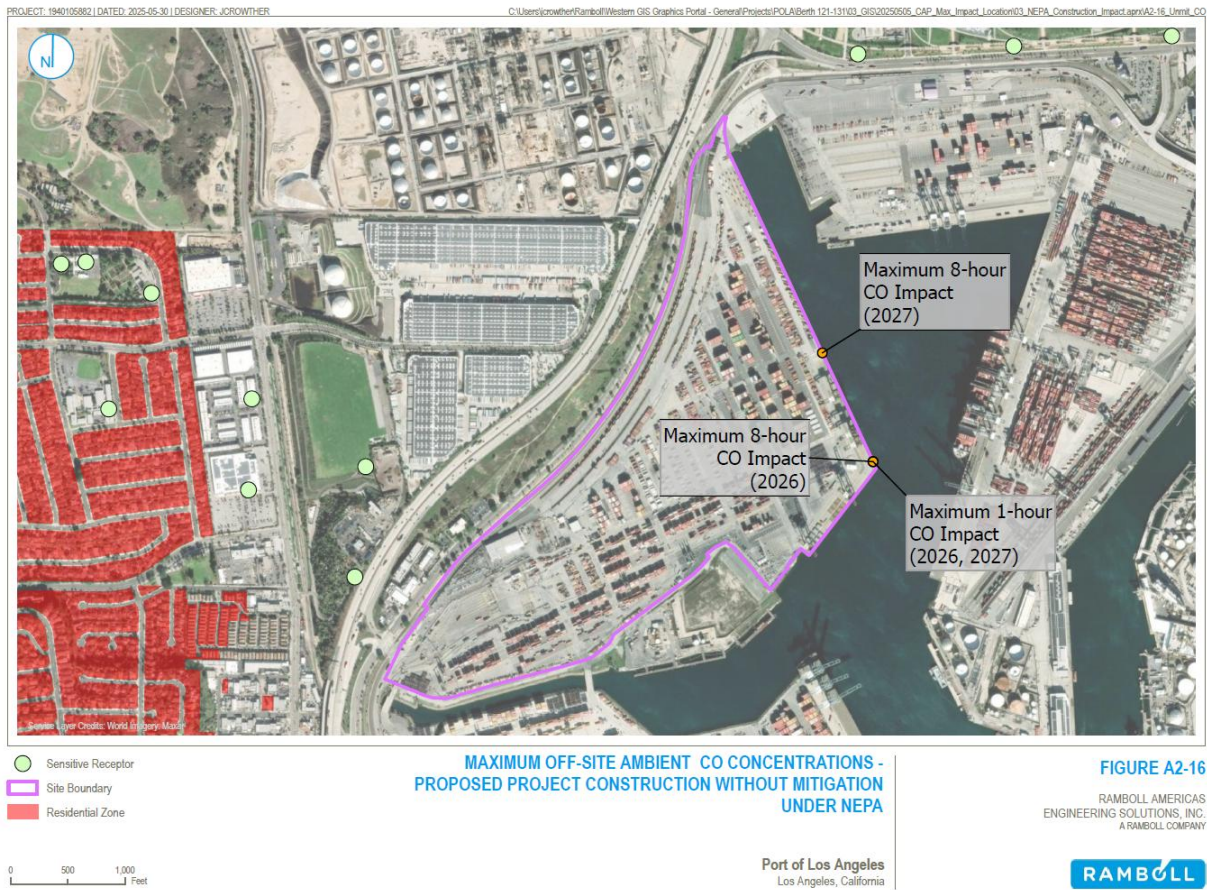 PROJECT: 1940105882 | DATED: 2025-05-30 | DESIGNER: JCROWTHER
C:\Users\jcrowther\Ramboll\Western GIS Graphics Portal - General\Projects\POLA\Berth 121-131\03_GIS\20250505_CAP_Max_Impact_Location\03_NEPA_Construction_Impact.aprx\A2-16_Unmit_CO
N
Maximum 8-hour
CO Impact
(2027)
Maximum 8-hour
CO Impact
(2026)
Maximum 1-hour
CO Impact
(2026, 2027)
Service Layer Credits: World Imagery: Maxar
Sensitive Receptor
Site Boundary
Residential Zone
0 500 1,000
Feet
MAXIMUM OFF-SITE AMBIENT CO CONCENTRATIONS -
PROPOSED PROJECT CONSTRUCTION WITHOUT MITIGATION
UNDER NEPA
Port of Los Angeles
Los Angeles, California
FIGURE A2-16
RAMBOLL AMERICAS
ENGINEERING SOLUTIONS, INC.
A RAMBOLL COMPANY
RAMBOLL